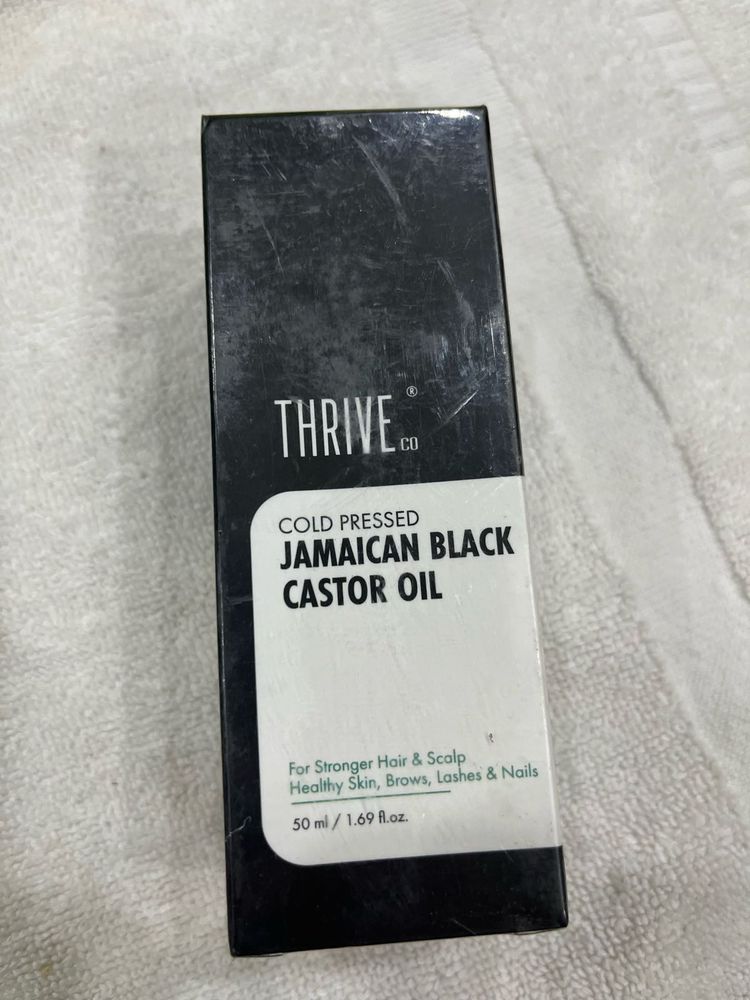 THRIVE CO ®
COLD PRESSED
JAMAICAN BLACK
CASTOR OIL
For Stronger Hair & Scalp
Healthy Skin, Brows, Lashes & Nails
50 ml / 1.69 fl.oz.